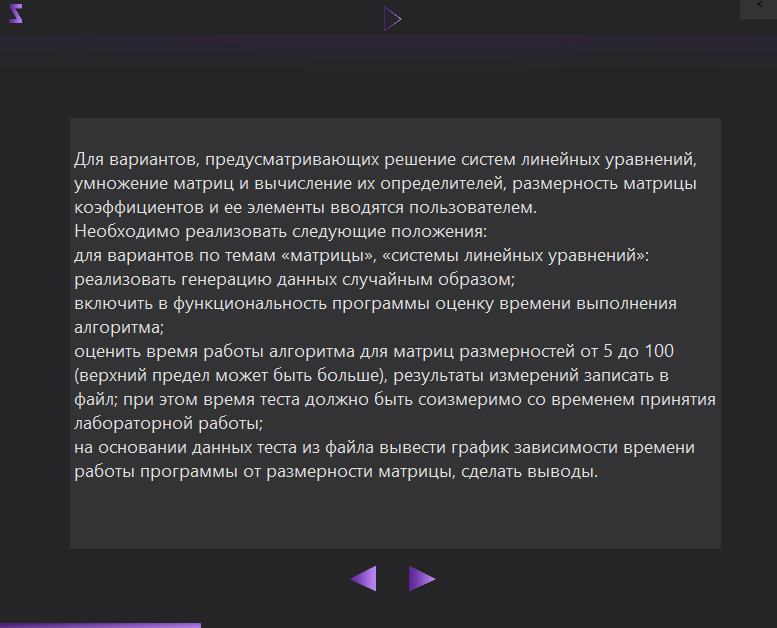 <
Для вариантов, предусматривающих решение систем линейных уравнений,
умножение матриц и вычисление их определителей, размерность матрицы
коэффициентов и ее элементы вводятся пользователем.
Необходимо реализовать следующие положения:
для вариантов по темам «матрицы», «системы линейных уравнений»:
реализовать генерацию данных случайным образом;
включить в функциональность программы оценку времени выполнения
алгоритма;
оценить время работы алгоритма для матриц размерностей от 5 до 100
(верхний предел может быть больше), результаты измерений записать в
файл; при этом время теста должно быть соизмеримо со временем принятия
лабораторной работы;
на основании данных теста из файла вывести график зависимости времени
работы программы от размерности матрицы, сделать выводы.